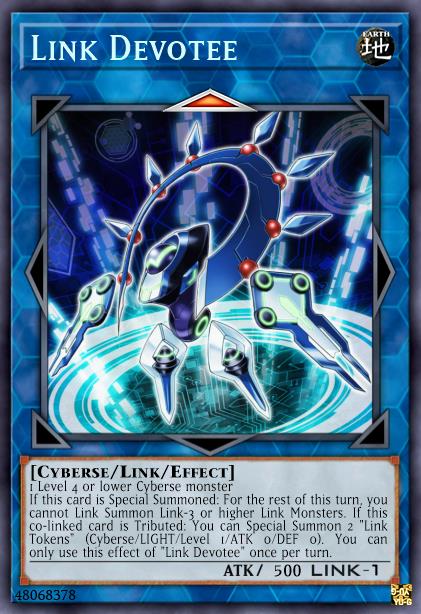 LINK DEVOTEE
EARTH
地
[CYBERSE/LINK/EFFECT]
1 Level 4 or lower Cyberse monster
If this card is Special Summoned: For the rest of this turn, you
cannot Link Summon Link-3 or higher Link Monsters. If this
co-linked card is Tributed: You can Special Summon 2 "Link
Tokens" (Cyberse/LIGHT/Level 1/ATK 0/DEF 0). You can
only use this effect of "Link Devotee" once per turn.
ATK/ 500 LINK-1
48068378